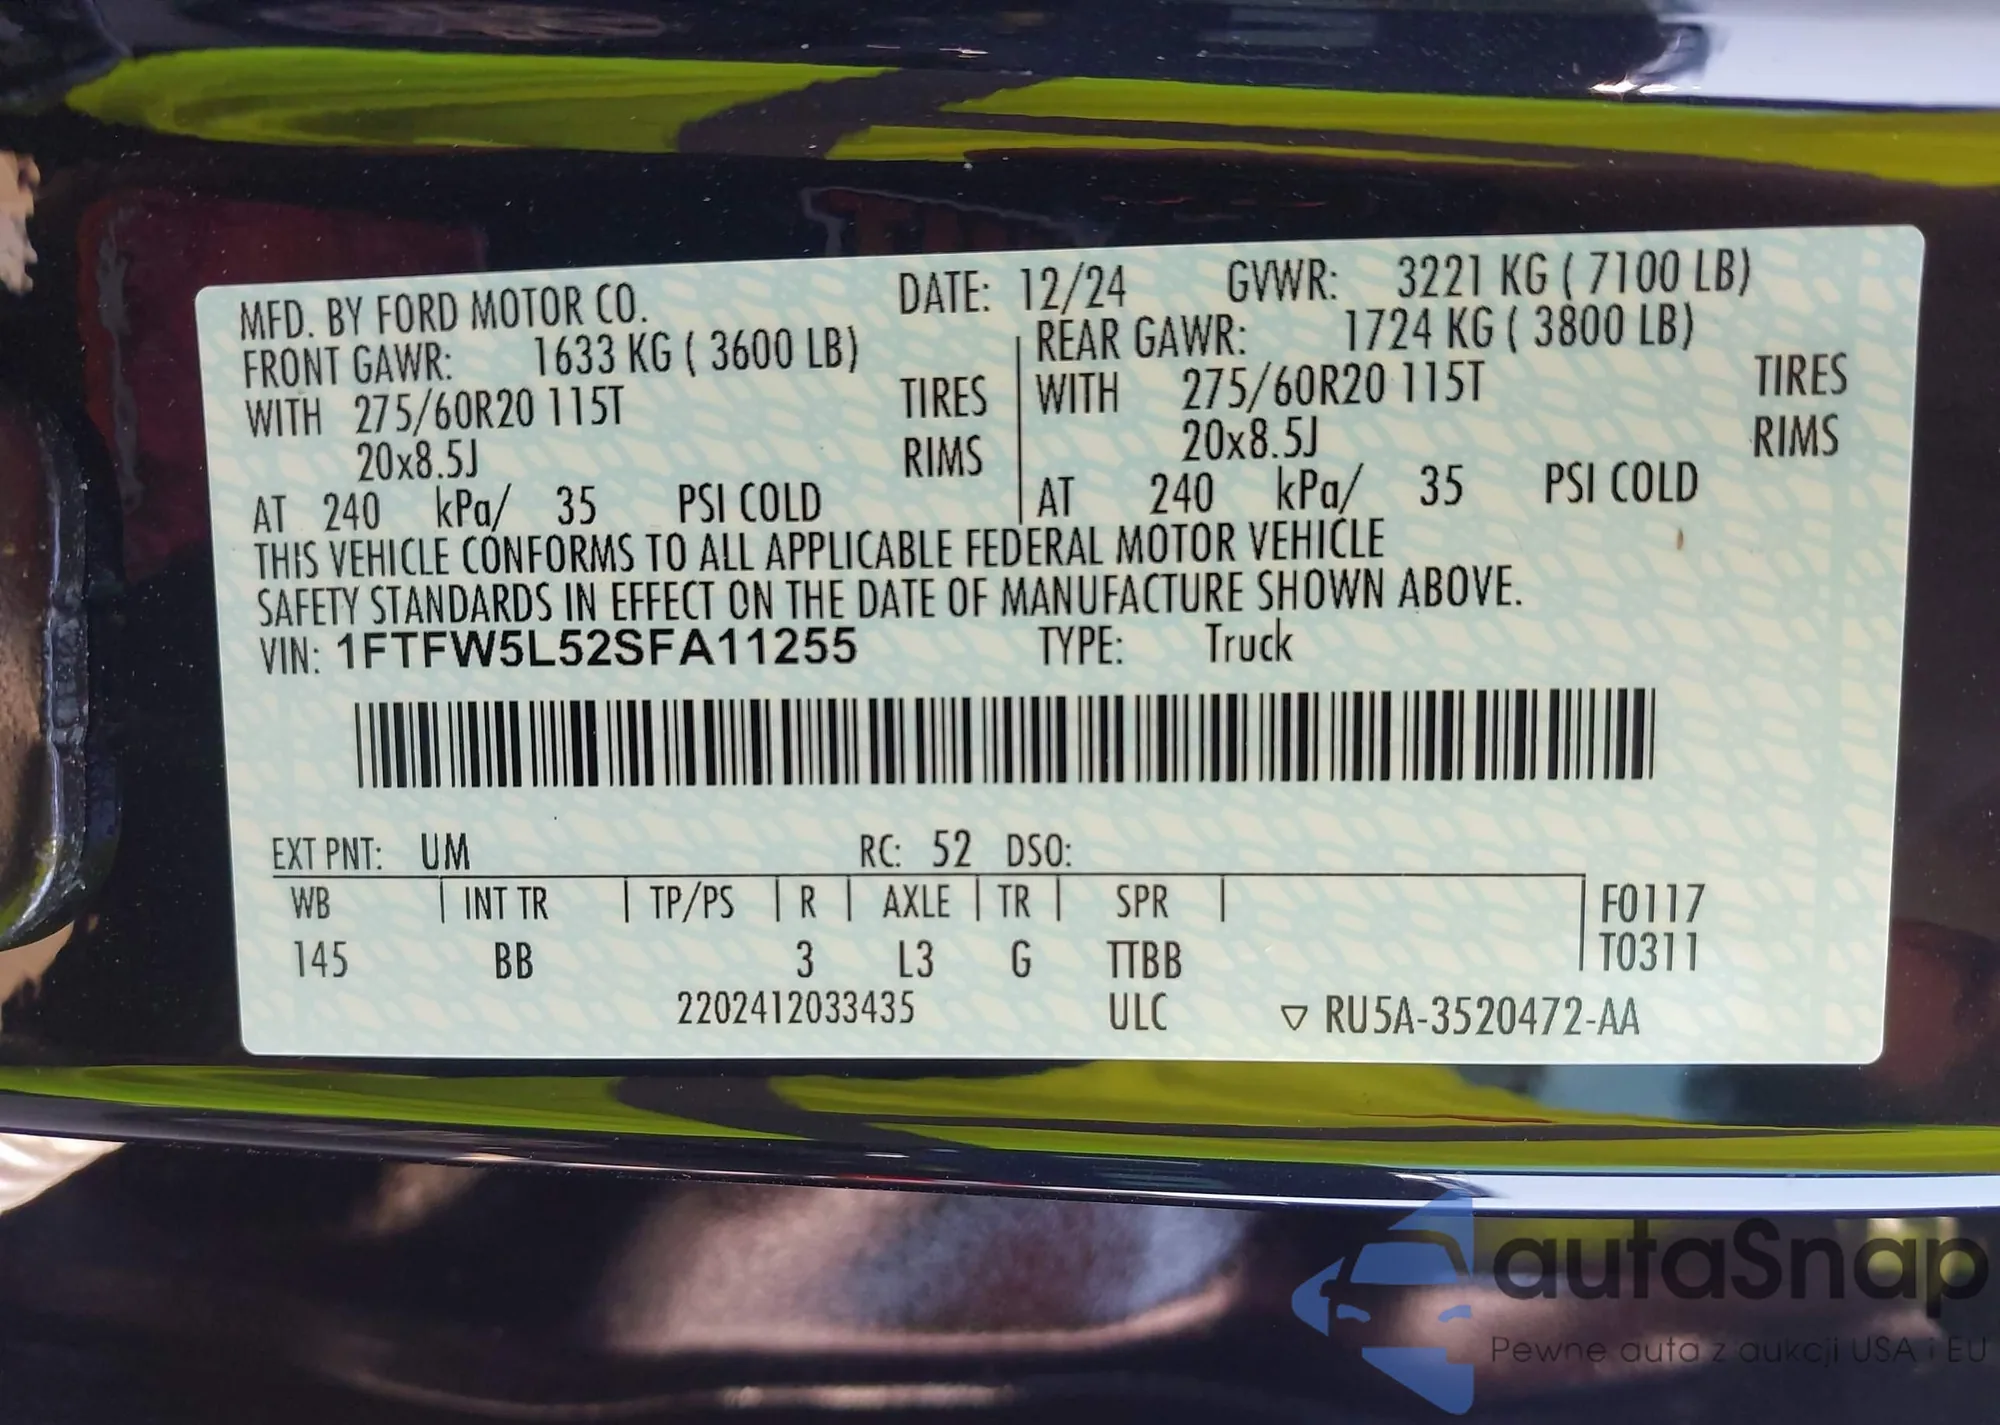 MFD. BY FORD MOTOR CO. DATE: 12/24 GVWR: 3221 KG ( 7100 LB)
FRONT GAWR: 1633 KG ( 3600 LB) REAR GAWR: 1724 KG ( 3800 LB)
WITH 275/60R20 115T TIRES WITH 275/60R20 115T TIRES
20x8.5J RIMS 20x8.5J RIMS
AT 240 kPa/ 35 PSI COLD AT 240 kPa/ 35 PSI COLD
THIS VEHICLE CONFORMS TO ALL APPLICABLE FEDERAL MOTOR VEHICLE
SAFETY STANDARDS IN EFFECT ON THE DATE OF MANUFACTURE SHOWN ABOVE.
VIN: 1FTFW5L52SFA11255 TYPE: Truck
EXT PNT: UM RC: 52 DSO:
WB INT TR TP/PS R AXLE TR SPR F0117
145 BB 3 L3 G TTBB T0311
2202412033435 ULC ▽ RU5A-3520472-AA
autaSnap
Pewne auta z aukcji USA i EU